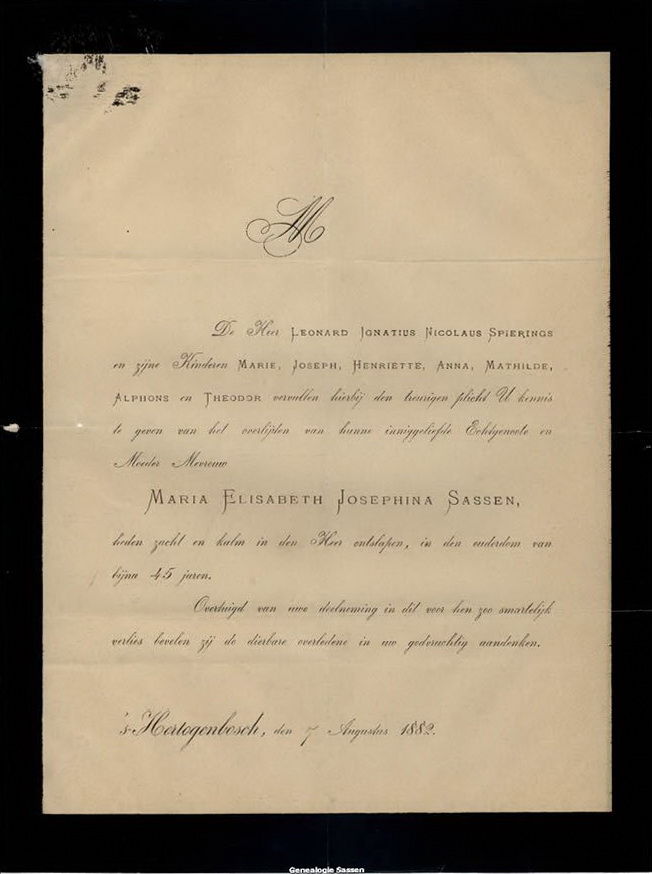 M
De Heer LEONARD IGNATIUS NICOLAUS SPIERINGS
en zijne Kinderen MARIE, JOSEPH, HENRIETTE, ANNA, MATHILDE,
ALPHONS en THEODOR vervullen hierbij den treurigen plicht U kennis
te geven van het overlijden van hunne inniggeliefde Echtgenoote en
Moeder Mevrouw
MARIA ELISABETH JOSEPHINA SASSEN,
heden zacht en kalm in den Heer ontslapen, in den ouderdom van
bijna 45 jaren.
Overtuigd van uwe deelneming in dit voor hen zoo smartelijk
verlies bevelen zij de dierbare overledene in uw godvruchtig aandenken.
's-Hertogenbosch, den 7 Augustus 1882.
Genealogie Sassen